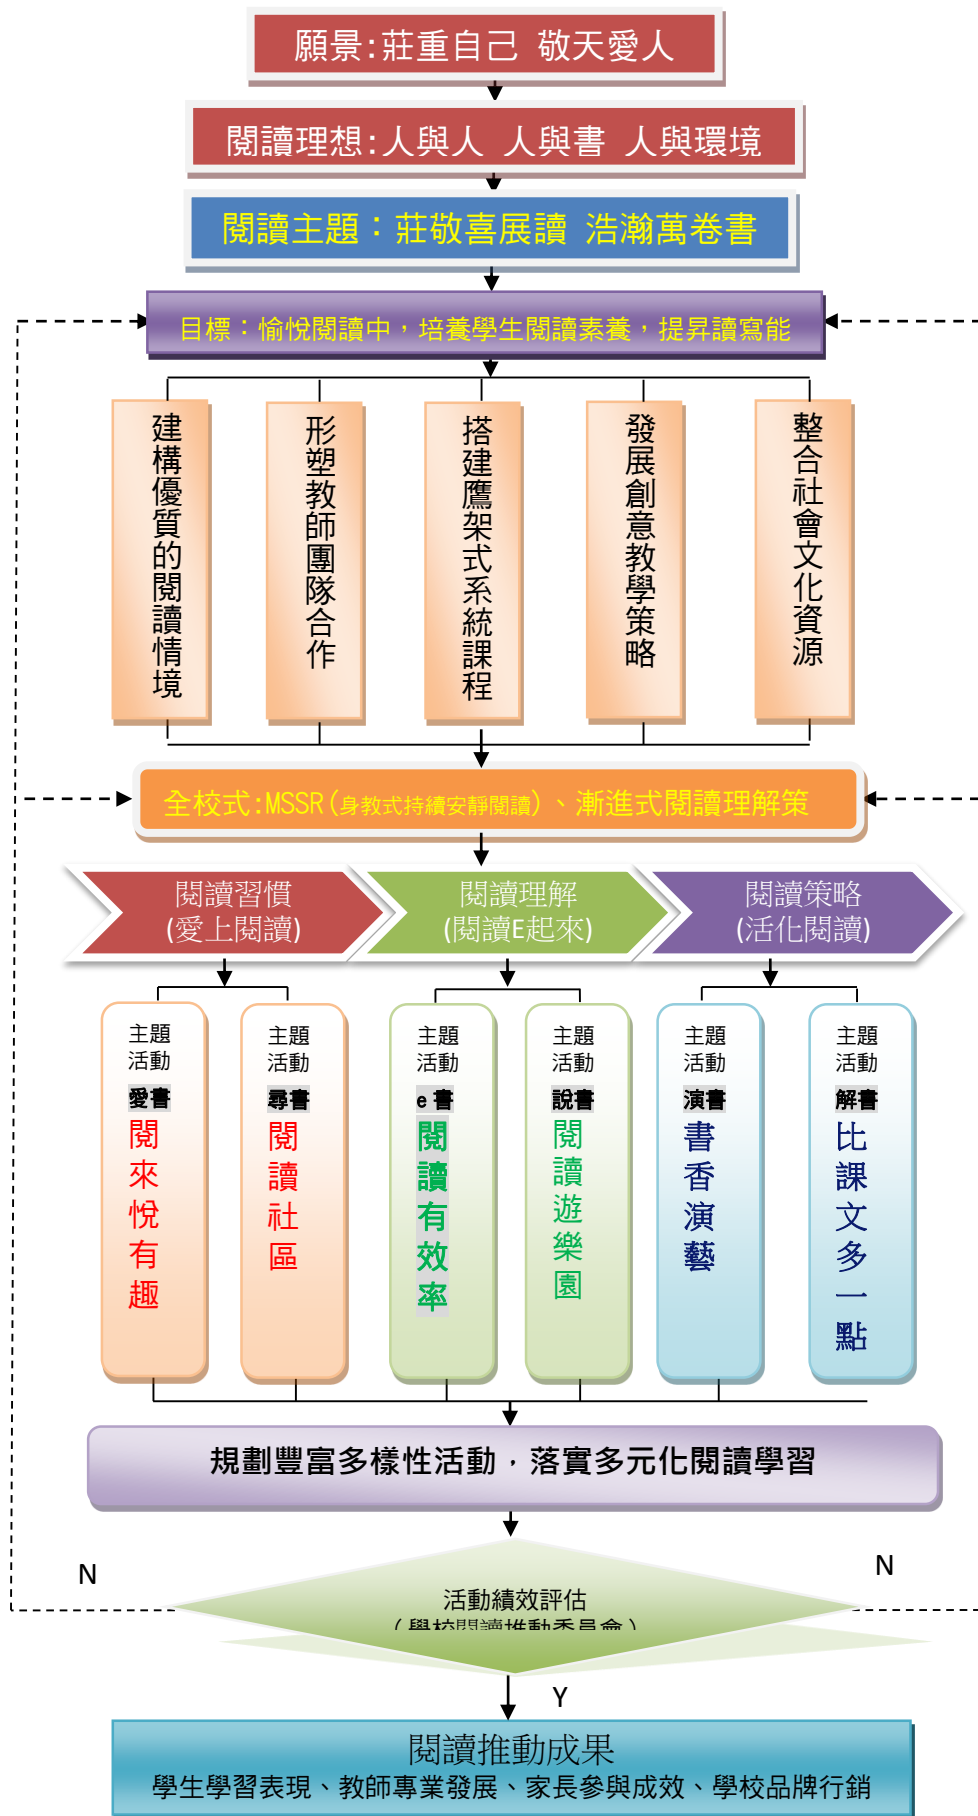 願景:莊重自己 敬天愛人
閱讀理想:人與人 人與書 人與環境
閱讀主題：莊敬喜展讀 浩瀚萬卷書
目標：愉悅閱讀中，培養學生閱讀素養，提昇讀寫能
建構優質的閱讀情境
形塑教師團隊合作
搭建鷹架式系統課程
發展創意教學策略
整合社會文化資源
全校式:MSSR(身教式持續安靜閱讀)、漸進式閱讀理解策
閱讀習慣
(愛上閱讀)
閱讀理解
(閱讀E起來)
閱讀策略
(活化閱讀)
主題
活動
愛書
閱來悅有趣
主題
活動
尋書
閱讀社區
主題
活動
e 書
閱讀有效率
主題
活動
說書
閱讀遊樂園
主題
活動
演書
書香演藝
主題
活動
解書
比課文多一點
規劃豐富多樣性活動，落實多元化閱讀學習
N
N
活動績效評估
(學校閱讀推動委員會)
Y
閱讀推動成果
學生學習表現、教師專業發展、家長參與成效、學校品牌行銷